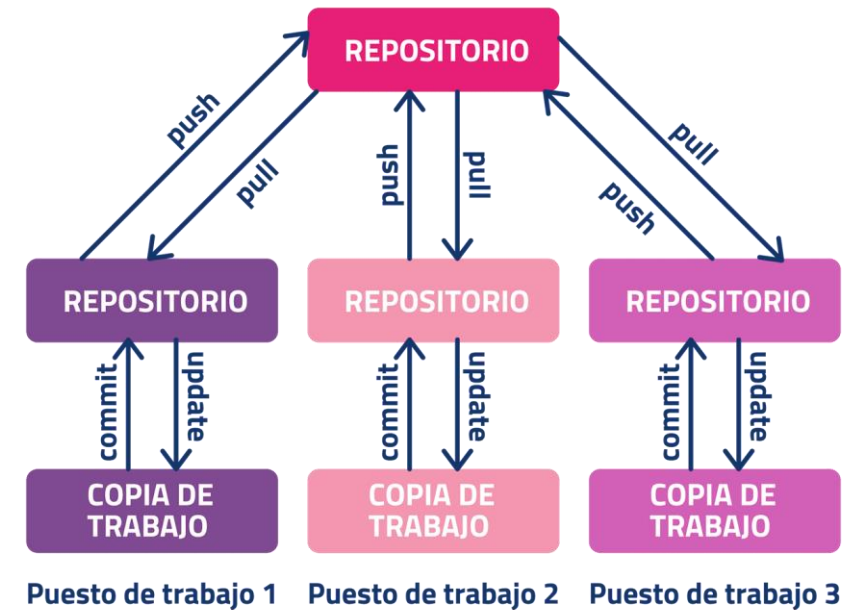 REPOSITORIO
push
pull
push
pull
push
pull
REPOSITORIO
REPOSITORIO
REPOSITORIO
commit
update
commit
update
commit
update
COPIA DE
TRABAJO
COPIA DE
TRABAJO
COPIA DE
TRABAJO
Puesto de trabajo 1
Puesto de trabajo 2
Puesto de trabajo 3